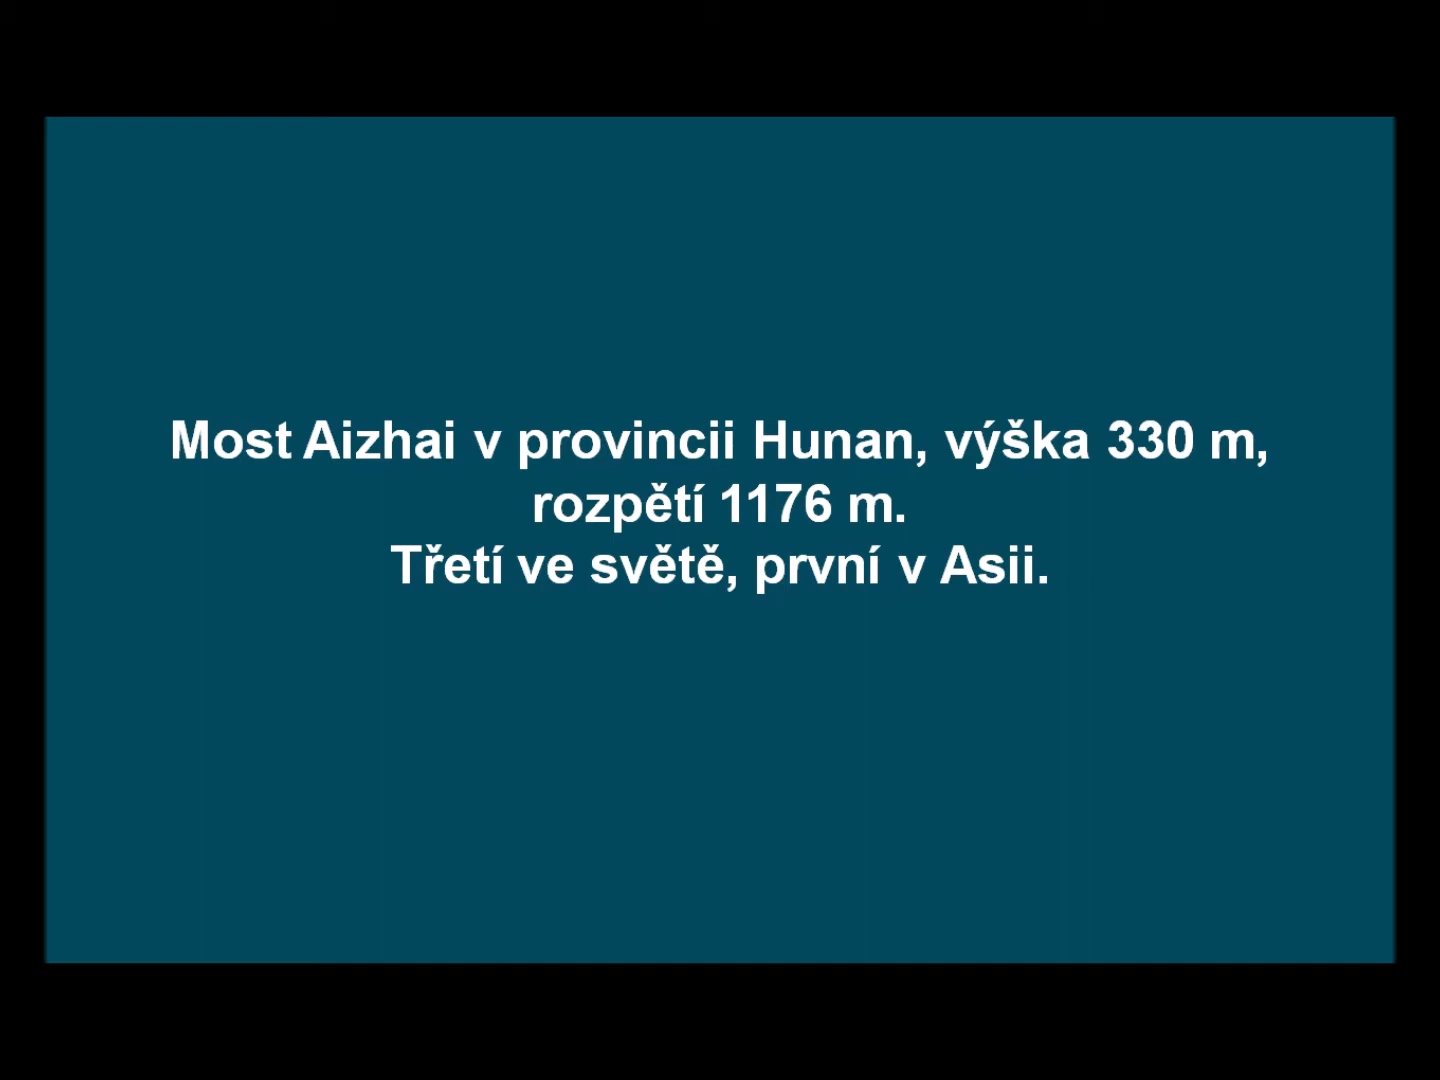 Most Aizhai v provincii Hunan, výška 330 m,
rozpětí 1176 m.
Třetí ve světě, první v Asii.